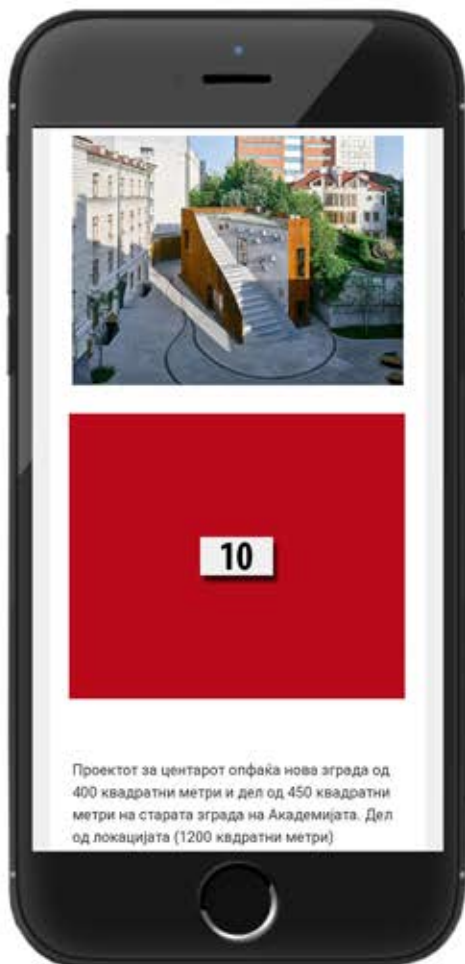 10
Проектот за центарот опфаќа нова зграда од
400 квадратни метри и дел од 450 квадратни
метри на старата зграда на Академијата. Дел
од локацијата (1200 квдратни метри)